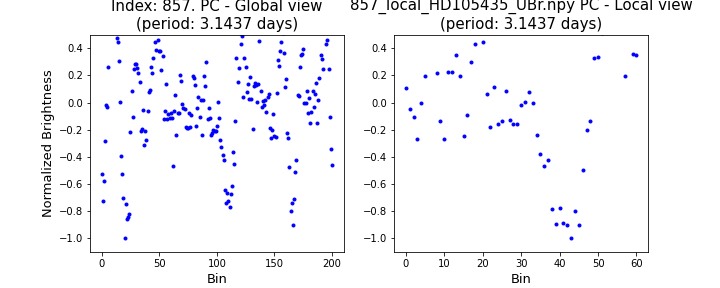 Index: 857. PC - Global view
(period: 3.1437 days)
857_local_HD105435_UBr.npy PC - Local view
(period: 3.1437 days)
Normalized Brightness
0.4
0.2
0.0
−0.2
−0.4
−0.6
−0.8
−1.0
0 50 100 150 200
Bin
0.4
0.2
0.0
−0.2
−0.4
−0.6
−0.8
−1.0
0 10 20 30 40 50 60
Bin